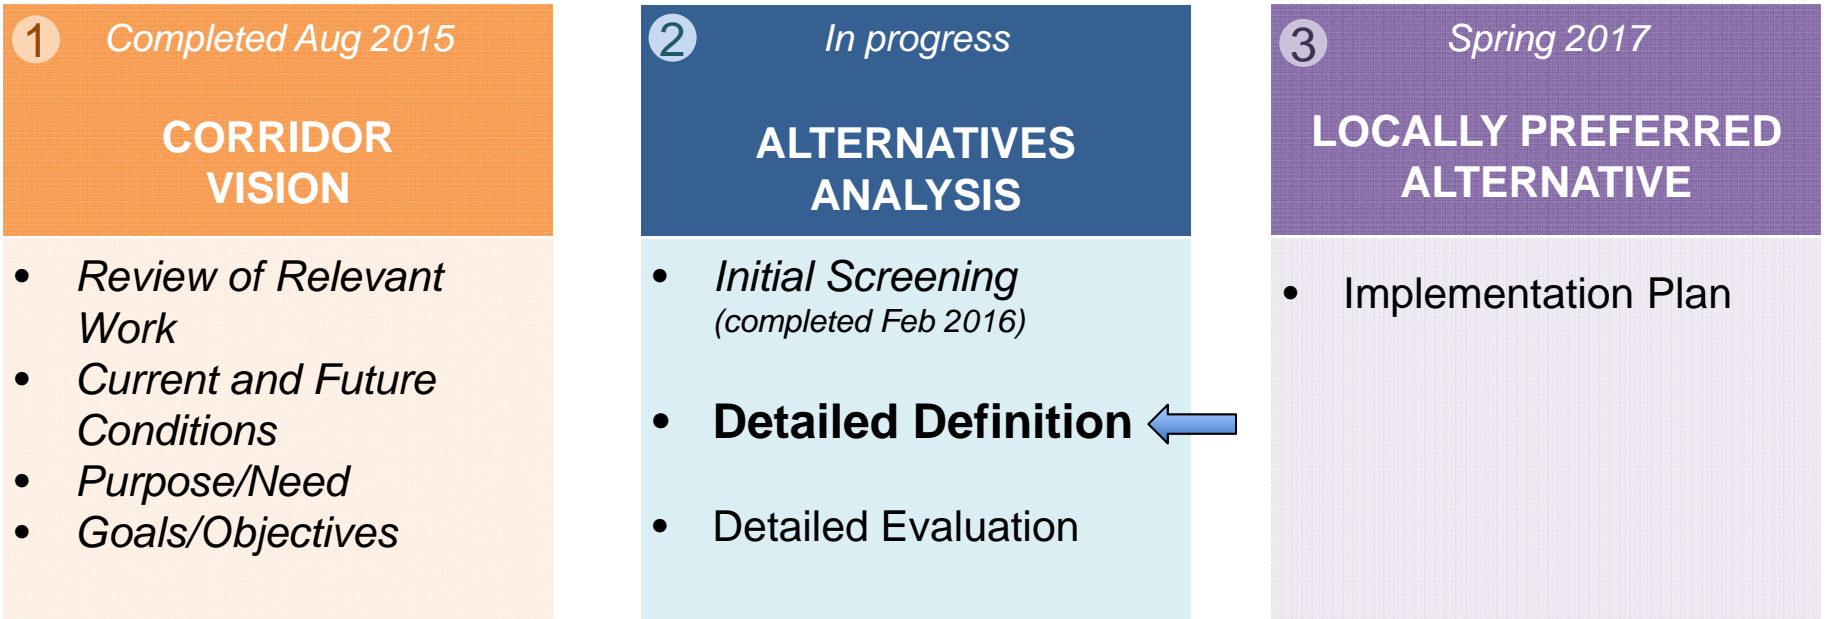 1
Completed Aug 2015
CORRIDOR
VISION
• Review of Relevant
Work
• Current and Future
Conditions
• Purpose/Need
• Goals/Objectives
2
In progress
ALTERNATIVES
ANALYSIS
• Initial Screening
(completed Feb 2016)
• Detailed Definition
• Detailed Evaluation
3
Spring 2017
LOCALLY PREFERRED
ALTERNATIVE
• Implementation Plan